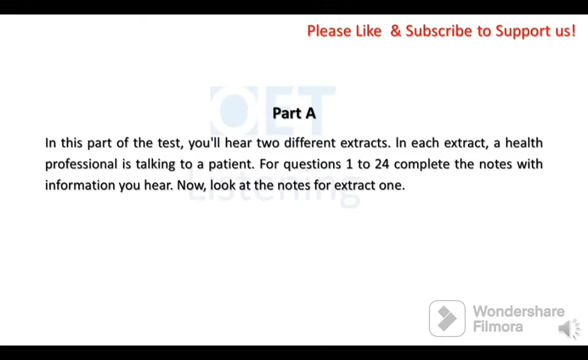 Please Like & Subscribe to Support us!
OET
Part A
In this part of the test, you'll hear two different extracts. In each extract, a health
professional is talking to a patient. For questions 1 to 24 complete the notes with
information you hear. Now, look at the notes for extract one.
Listening
Wondershare
Filmora